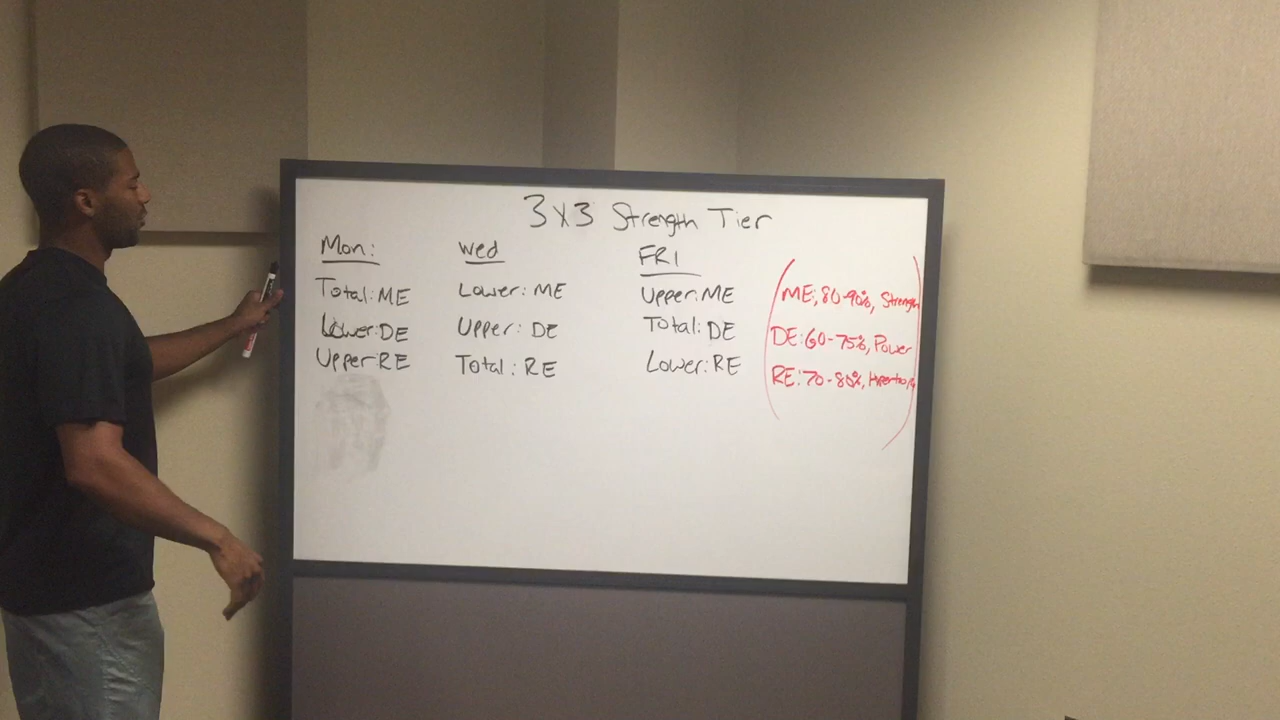 3x3 Strength Tier
Mon:
Total: ME
Lower: DE
Upper: RE
Wed
Lower: ME
Upper: DE
Total: RE
FRI
Upper: ME
Total: DE
Lower: RE
ME; 80-90%, Strength
DE: 60-75%, Power
RE: 70-80%,